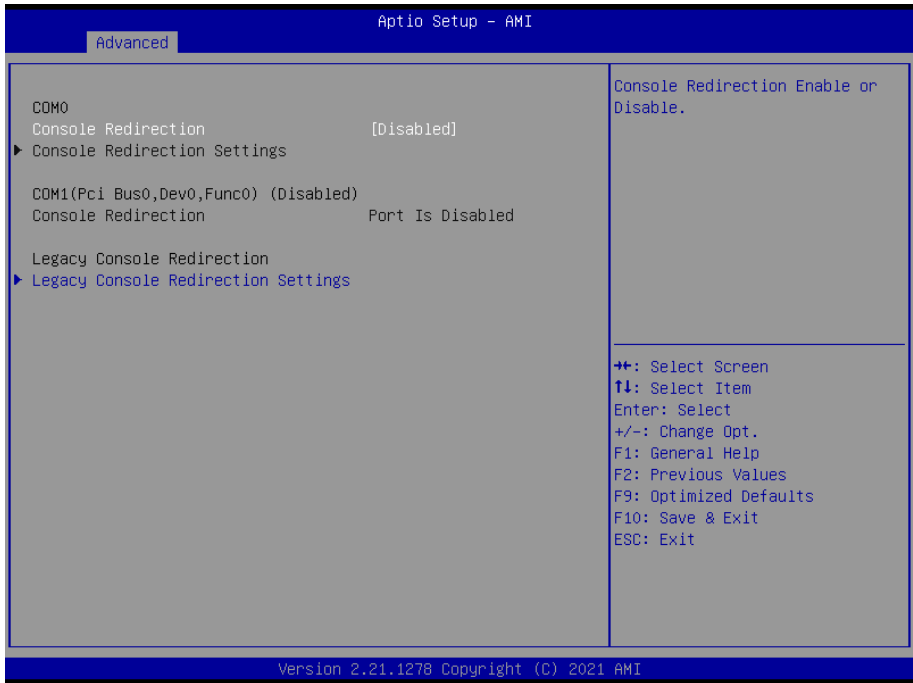 Aptio Setup – AMI
Advanced
COM0
Console Redirection [Disabled]
Console Redirection Settings
COM1(Pci Bus0,Dev0,Func0) (Disabled)
Console Redirection Port Is Disabled
Legacy Console Redirection
Legacy Console Redirection Settings
Console Redirection Enable or
Disable.
→←: Select Screen
↑↓: Select Item
Enter: Select
+/-: Change Opt.
F1: General Help
F2: Previous Values
F9: Optimized Defaults
F10: Save & Exit
ESC: Exit
Version 2.21.1278 Copyright (C) 2021 AMI